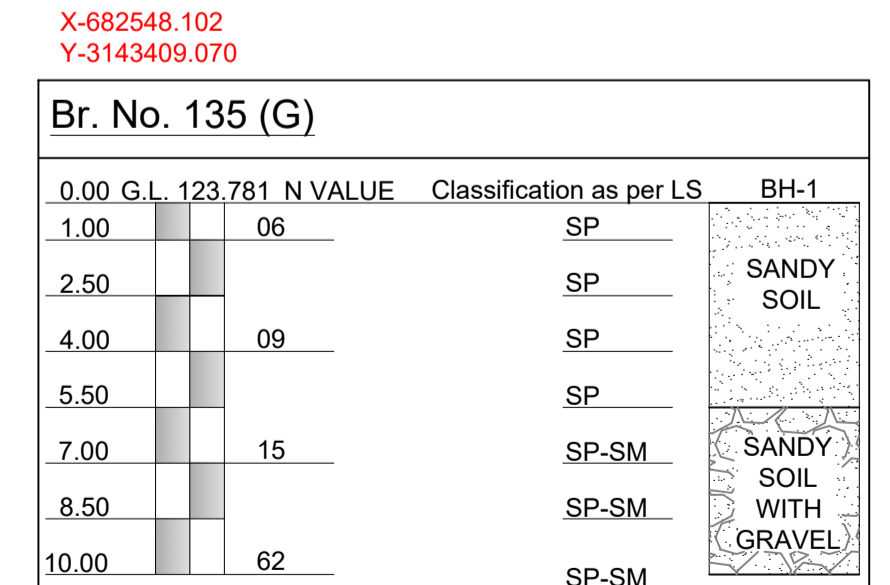 X-682548.102
Y-3143409.070
Br. No. 135 (G)
0.00 G.L. 123.781 N VALUE Classification as per LS BH-1
1.00 06 SP
SANDY
2.50 SP
SOIL
4.00 09 SP
5.50 SP
7.00 15 SP-SM
SANDY
SOIL
8.50 SP-SM
WITH
GRAVEL
10.00 62
SP-SM